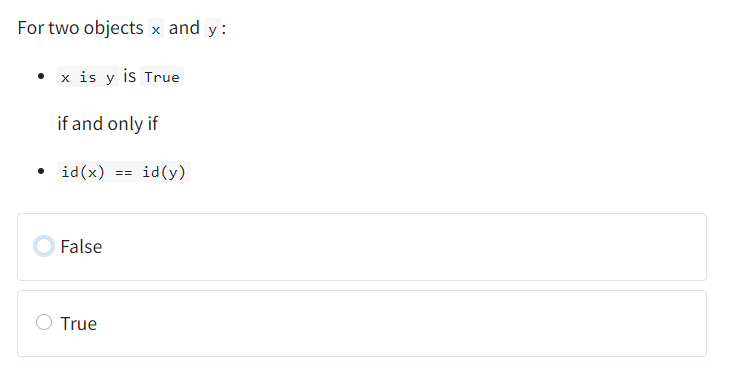 For two objects x and y:
x is y is True
if and only if
id(x) == id(y)
False
True